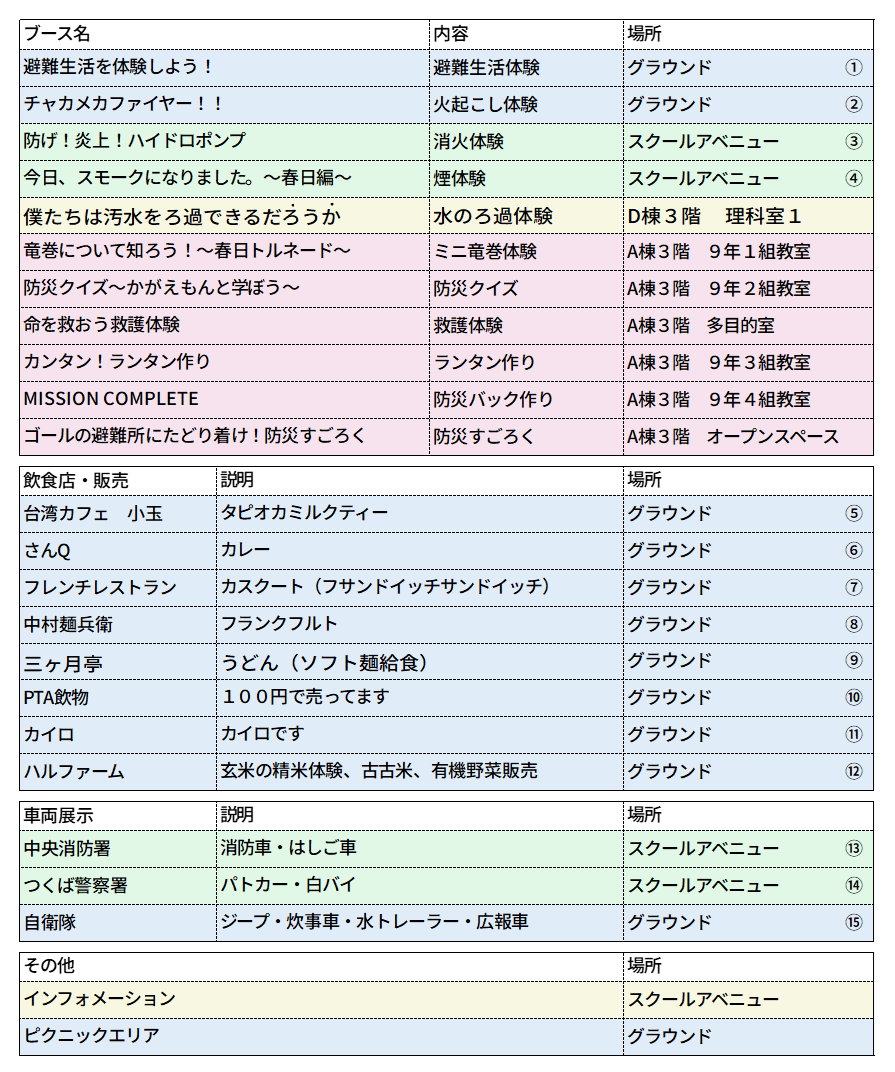 ブース名 内容 場所
避難生活を体験しよう！ 避難生活体験 グラウンド ①
チャカメカファイヤー！！ 火起こし体験 グラウンド ②
防げ！炎上！ハイドロポンプ 消火体験 スクールアベニュー ③
今日、スモークになりました。～春日編～ 煙体験 スクールアベニュー ④
僕たちは汚水をろ過できるだろうか 水のろ過体験 D棟３階 理科室１
竜巻について知ろう！～春日トルネード～ ミニ竜巻体験 A棟３階 ９年１組教室
防災クイズ～かがえもんと学ぼう～ 防災クイズ A棟３階 ９年２組教室
命を救おう救護体験 救護体験 A棟３階 多目的室
カンタン！ランタン作り ランタン作り A棟３階 ９年３組教室
MISSION COMPLETE 防災バック作り A棟３階 ９年４組教室
ゴールの避難所にたどり着け！防災すごろく 防災すごろく A棟３階 オープンスペース
飲食店・販売 説明 場所
台湾カフェ 小玉 タピオカミルクティー グラウンド ⑤
さんQ カレー グラウンド ⑥
フレンチレストラン カスクート（フサンドイッチサンドイッチ） グラウンド ⑦
中村麺兵衛 フランクフルト グラウンド ⑧
三ヶ月亭 うどん（ソフト麺給食） グラウンド ⑨
PTA飲物 １００円で売ってます グラウンド ⑩
カイロ カイロです グラウンド ⑪
ハルファーム 玄米の精米体験、古古米、有機野菜販売 グラウンド ⑫
車両展示 説明 場所
中央消防署 消防車・はしご車 スクールアベニュー ⑬
つくば警察署 パトカー・白バイ スクールアベニュー ⑭
自衛隊 ジープ・炊事車・水トレーラー・広報車 グラウンド ⑮
その他 場所
インフォメーション スクールアベニュー
ピクニックエリア グラウンド